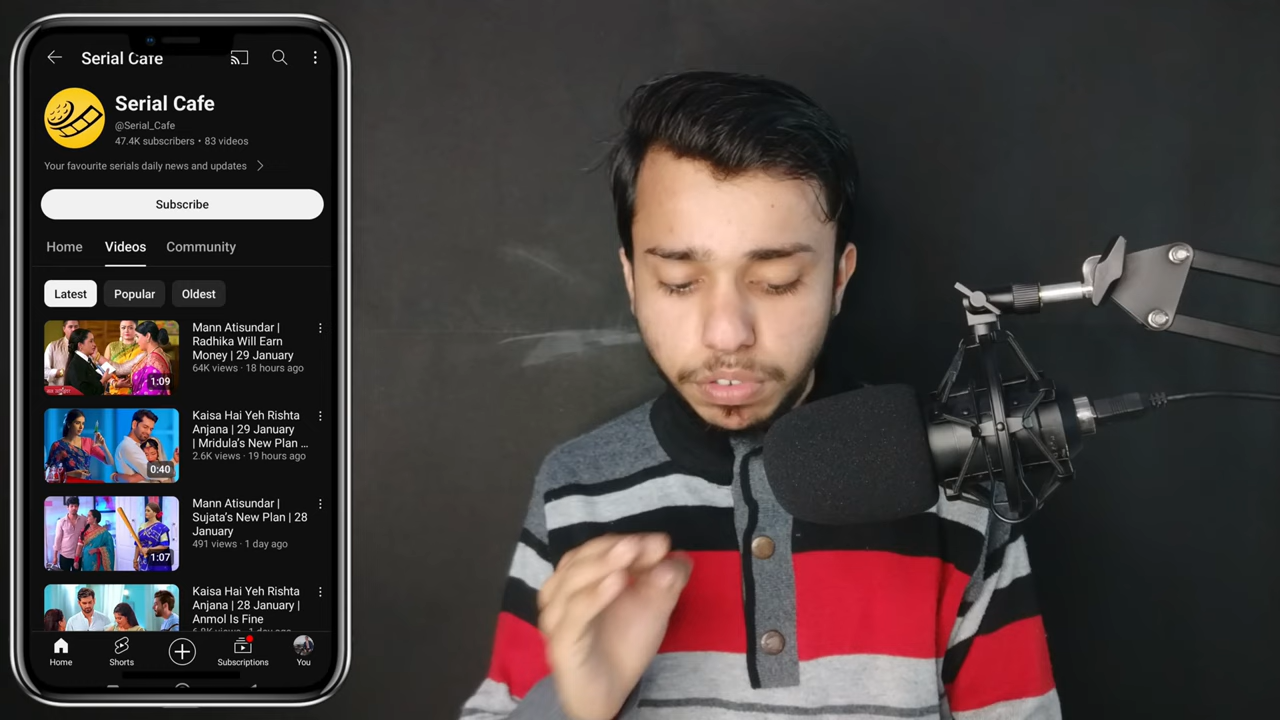 Serial Cafe
Serial Cafe
@Serial_Cafe
47.4K subscribers • 83 videos
Your favourite serials daily news and updates
Subscribe
Home Videos Community
Latest Popular Oldest
Mann Atisundar |
Radhika Will Earn
Money | 29 January
64K views · 18 hours ago
1:09
Kaisa Hai Yeh Rishta
Anjana | 29 January
| Mridula's New Plan ...
2.6K views · 19 hours ago
0:40
Mann Atisundar |
Sujata's New Plan | 28
January
491 views · 1 day ago
1:07
Kaisa Hai Yeh Rishta
Anjana | 28 January |
Anmol Is Fine
Home Shorts Subscriptions You